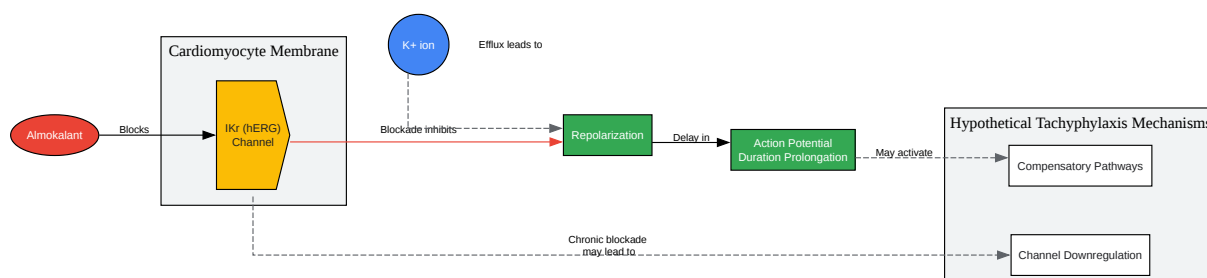 Cardiomyocyte Membrane
K+ ion
Efflux leads to
Almokalant
Blocks
IKr (hERG)
Channel
Blockade inhibits
Repolarization
Delay in
Action Potential
Duration Prolongation
May activate
Hypothetical Tachyphylaxis Mechanisms
Compensatory Pathways
Chronic blockade
may lead to
Channel Downregulation